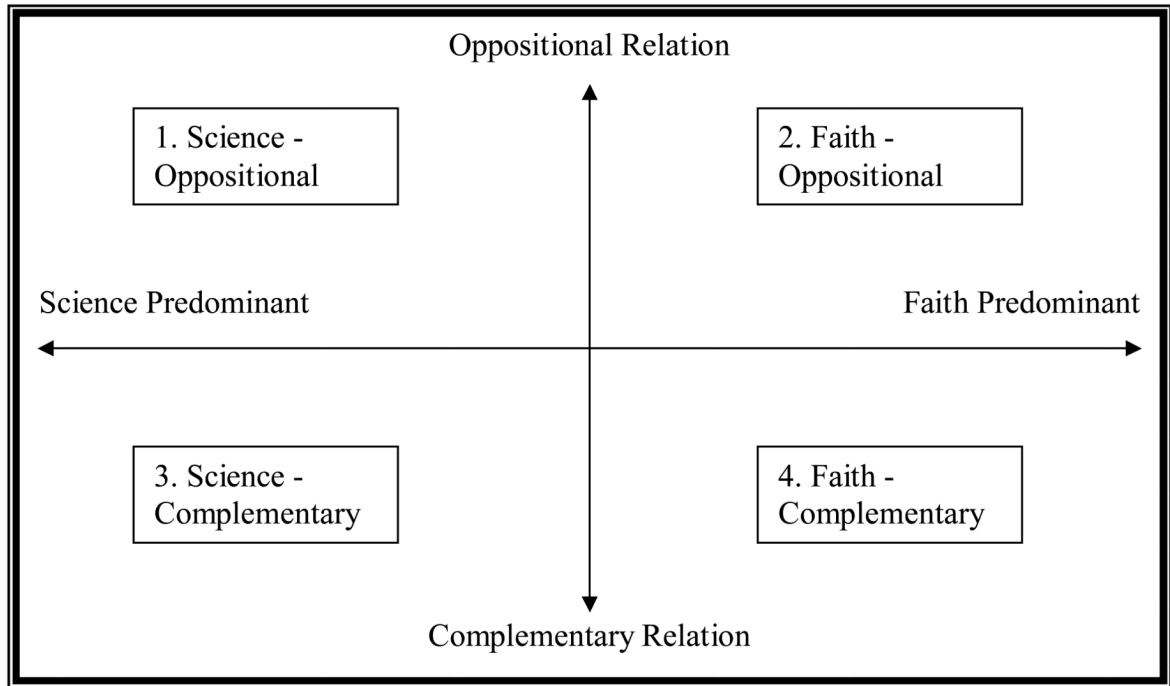 Oppositional Relation
1. Science -
Oppositional
2. Faith -
Oppositional
Science Predominant
Faith Predominant
3. Science -
Complementary
4. Faith -
Complementary
Complementary Relation